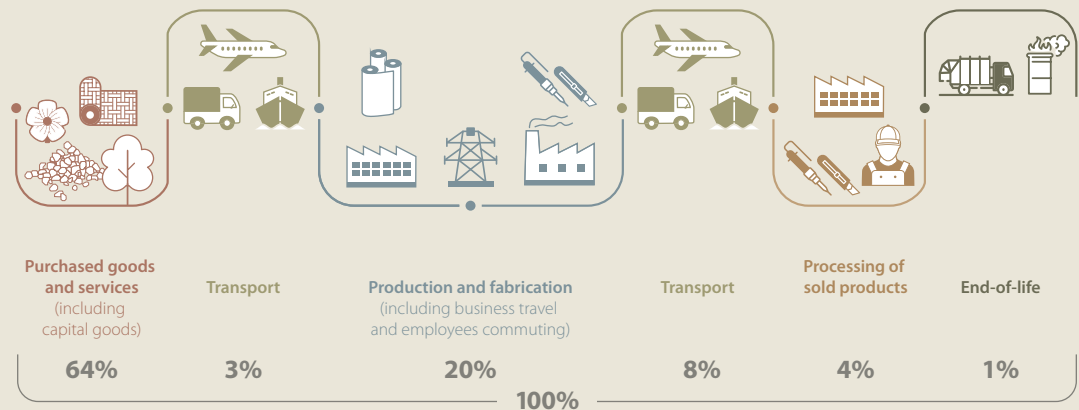 Purchased goods
and services
(including
capital goods)
64%
Transport
3%
Production and fabrication
(including business travel
and employees commuting)
20%
Transport
8%
Processing of
sold products
4%
End-of-life
1%
100%